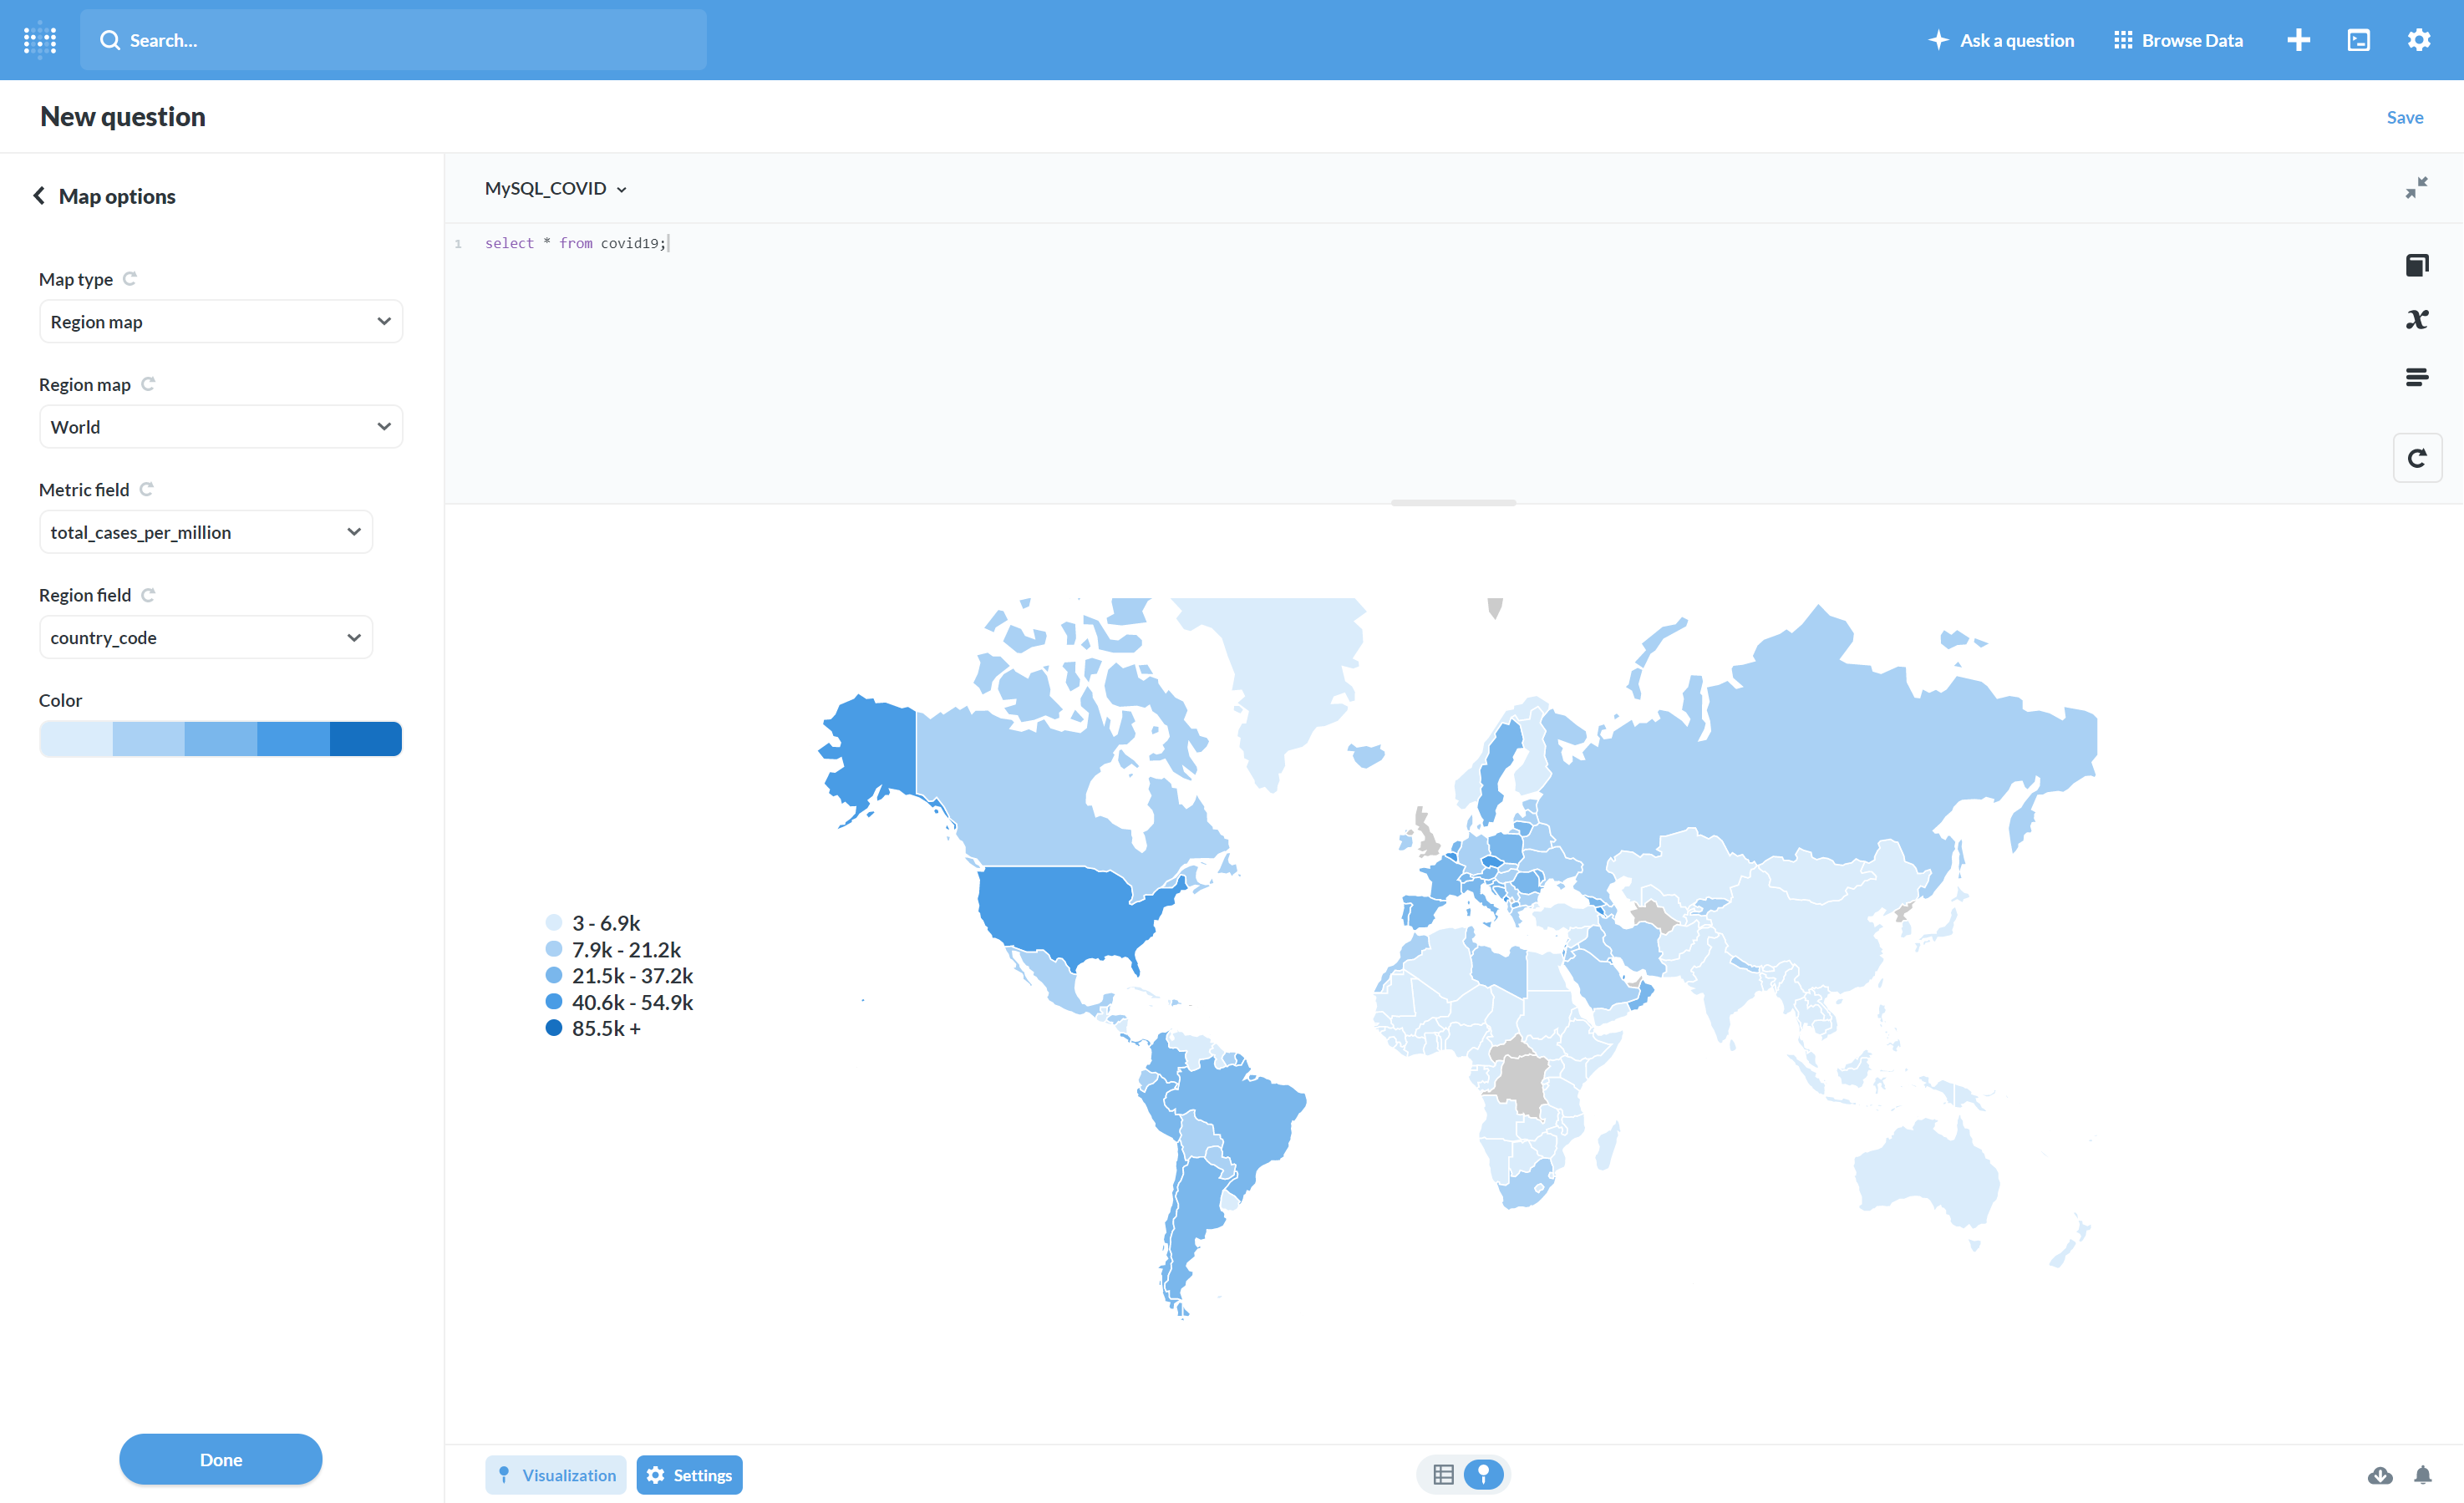 Search...
Ask a question
Browse Data
New question
Save
Map options
Map type
Region map
Region map
World
Metric field
total_cases_per_million
Region field
country_code
Color
Done
MySQL_COVID
1 select * from covid19;
3 - 6.9k
7.9k - 21.2k
21.5k - 37.2k
40.6k - 54.9k
85.5k +
Visualization
Settings